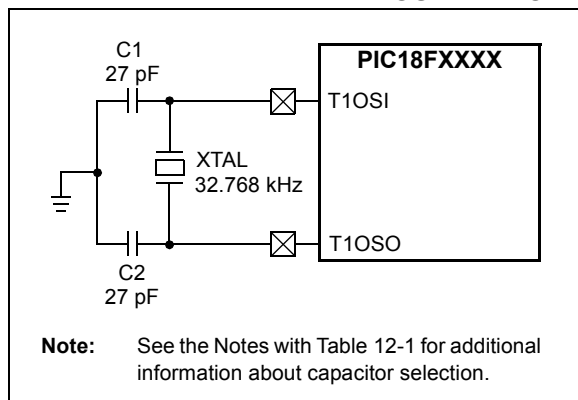 C1
27 pF
PIC18FXXXX
T1OSI
XTAL
32.768 kHz
T1OSO
C2
27 pF
Note: See the Notes with Table 12-1 for additional
information about capacitor selection.